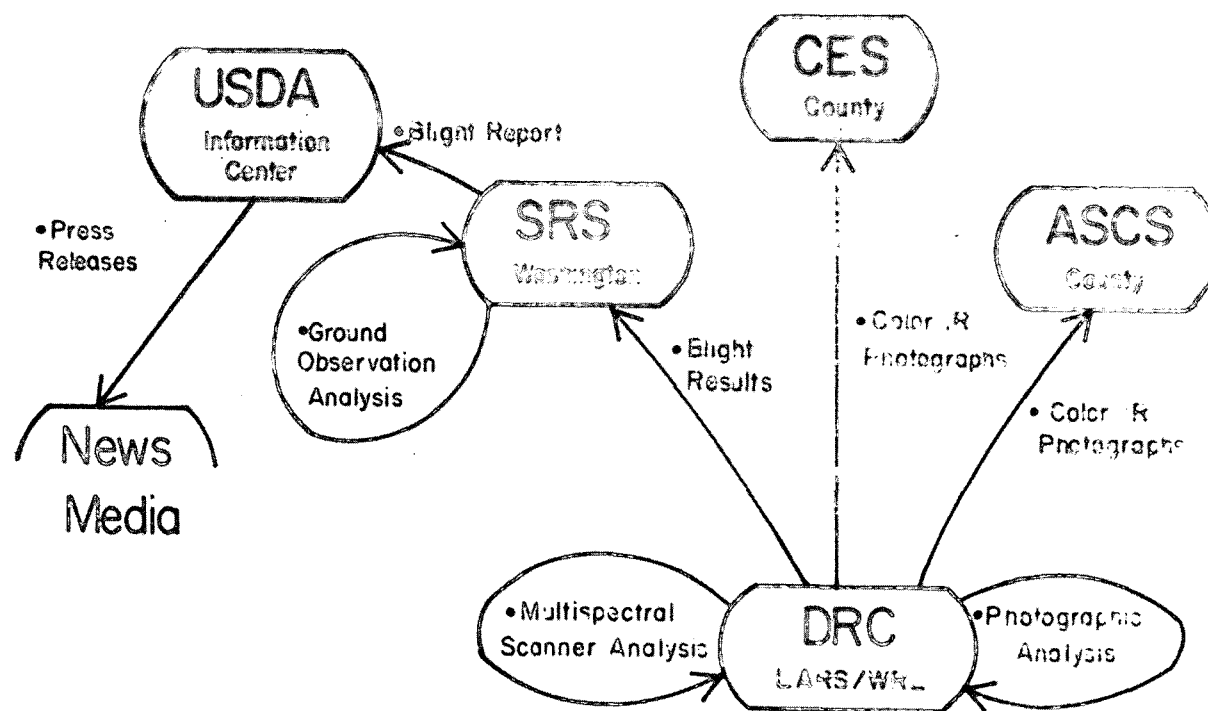 USDA
Information
Center
CES
County
•Blight Report
SRS
Washington
ASCS
County
•Press
Releases
•Ground
Observation
Analysis
•Blight
Results
•Color IR
Photographs
•Color IR
Photographs
News
Media
•Multispectral
Scanner Analysis
DRC
LARS/WRL
•Photographic
Analysis